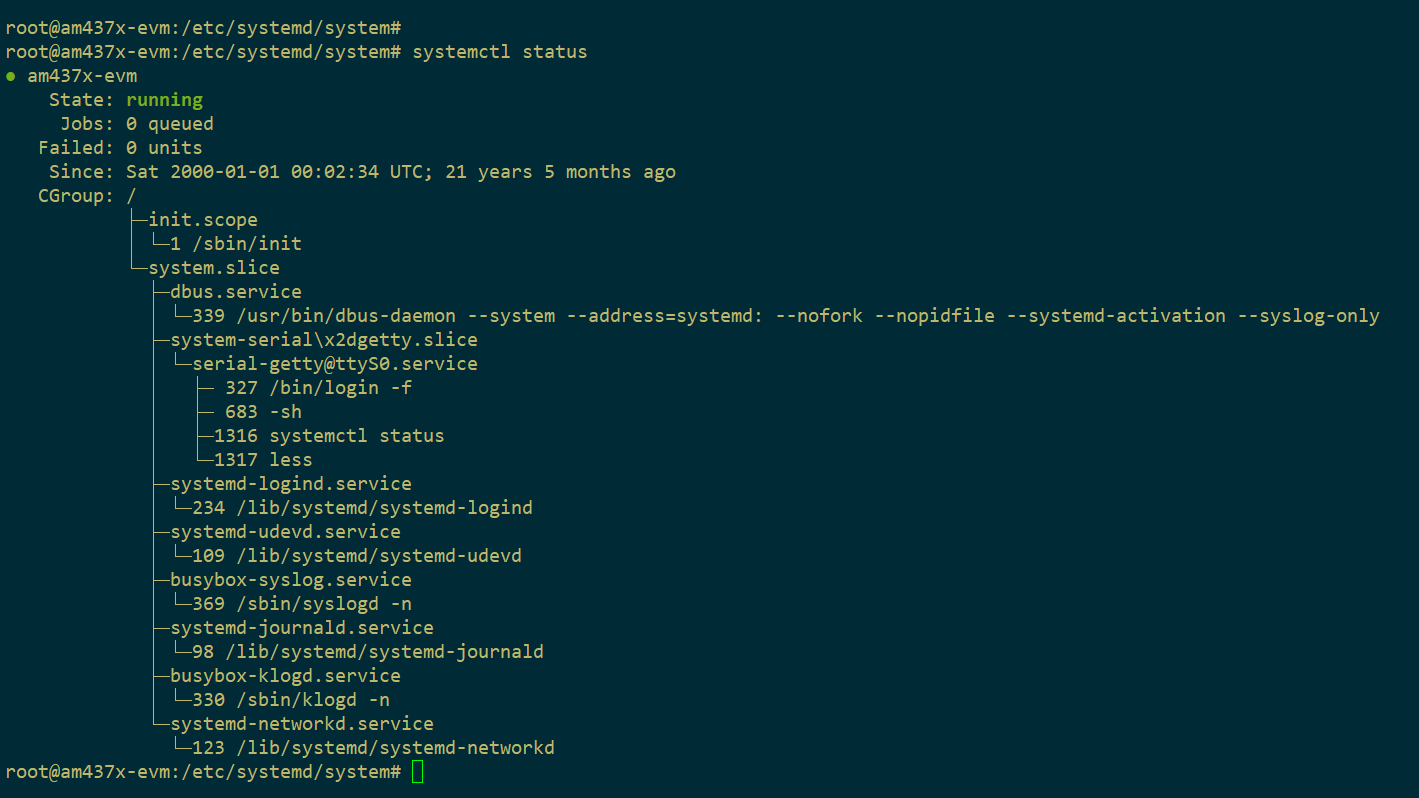 root@am437x-evm:/etc/systemd/system#
root@am437x-evm:/etc/systemd/system# systemctl status
● am437x-evm
    State: running
     Jobs: 0 queued
   Failed: 0 units
    Since: Sat 2000-01-01 00:02:34 UTC; 21 years 5 months ago
   CGroup: /
           ├─init.scope
           │ └─1 /sbin/init
           └─system.slice
             ├─dbus.service
             │ └─339 /usr/bin/dbus-daemon --system --address=systemd: --nofork --nopidfile --systemd-activation --syslog-only
             ├─system-serial\x2dgetty.slice
             │ └─serial-getty@ttyS0.service
             │   ├─ 327 /bin/login -f
             │   ├─ 683 -sh
             │   ├─1316 systemctl status
             │   └─1317 less
             ├─systemd-logind.service
             │ └─234 /lib/systemd/systemd-logind
             ├─systemd-udevd.service
             │ └─109 /lib/systemd/systemd-udevd
             ├─busybox-syslog.service
             │ └─369 /sbin/syslogd -n
             ├─systemd-journald.service
             │ └─98 /lib/systemd/systemd-journald
             ├─busybox-klogd.service
             │ └─330 /sbin/klogd -n
             └─systemd-networkd.service
               └─123 /lib/systemd/systemd-networkd
root@am437x-evm:/etc/systemd/system#